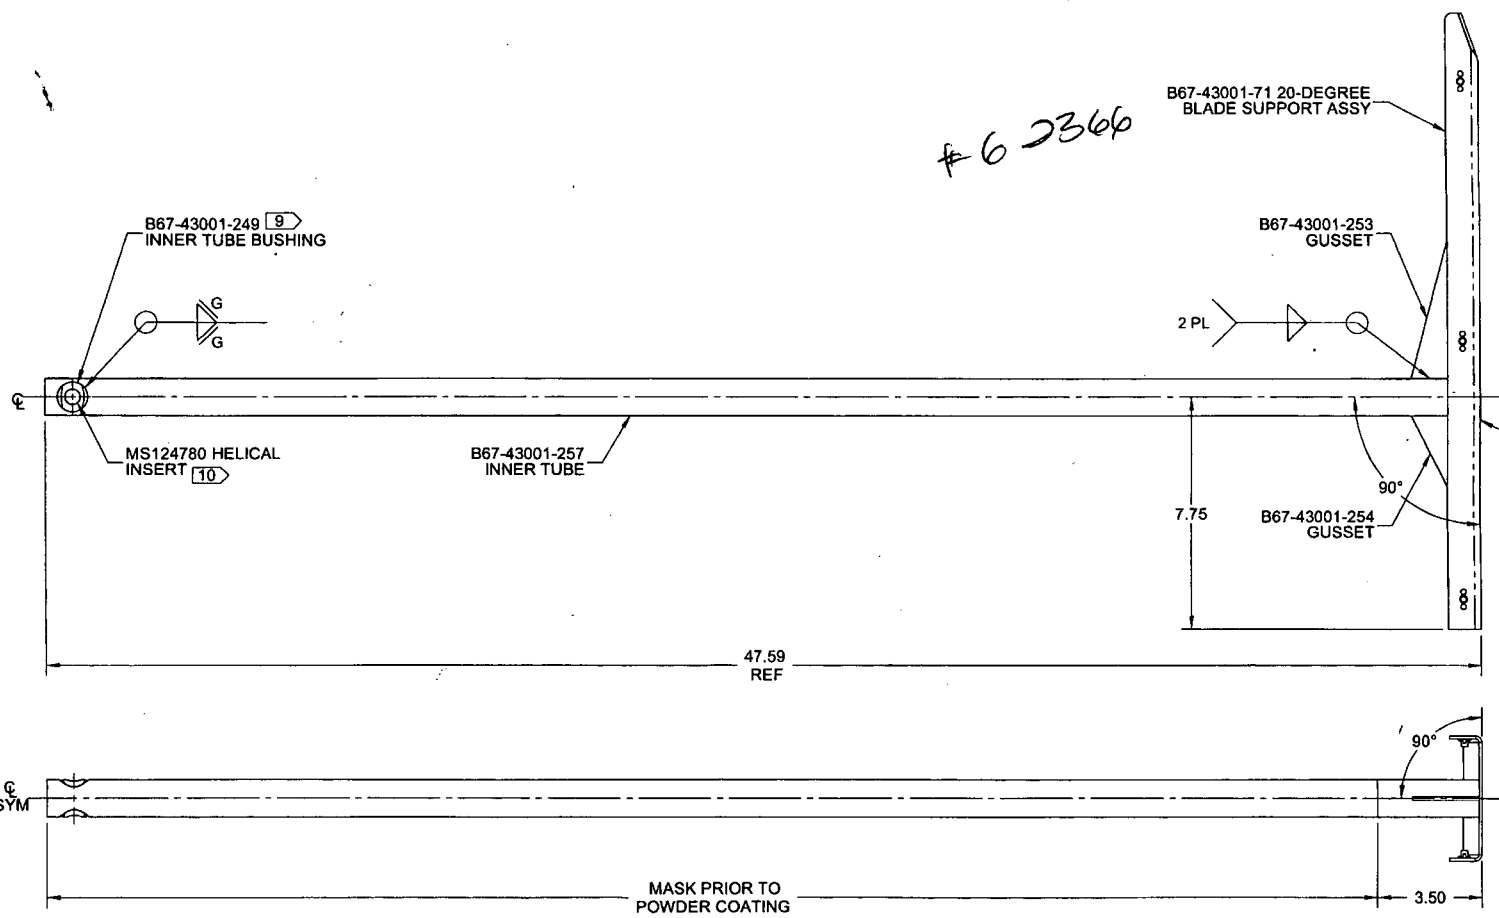 B67-43001-71 20-DEGREE
BLADE SUPPORT ASSY
# 6 2366
B67-43001-249 9
INNER TUBE BUSHING
B67-43001-253
GUSSET
G
G
2 PL
MS124780 HELICAL
INSERT 10
B67-43001-257
INNER TUBE
90°
7.75
B67-43001-254
GUSSET
47.59
REF
90°
SYM
MASK PRIOR TO
POWDER COATING
3.50